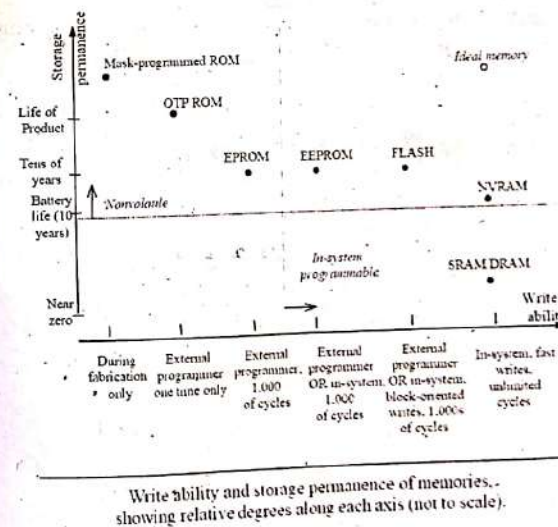 Storage
permanence
Mask-programmed ROM
Ideal memory
OTP ROM
Life of
Product
EPROM
EEPROM
FLASH
Tens of
years
NVRAM
Battery
life (10
years)
Nonvolatile
In-system
programmable
SRAM DRAM
Near
zero
Write
ability
During
fabrication
only
External
programmer
one time only
External
programmer,
1,000
of cycles
External
programmer
OR in-system,
1,000
of cycles
External
programmer
OR in-system,
block-oriented
writes, 1,000s
of cycles
In-system, fast
writes,
unlimited
cycles
Write ability and storage permanence of memories,
showing relative degrees along each axis (not to scale).